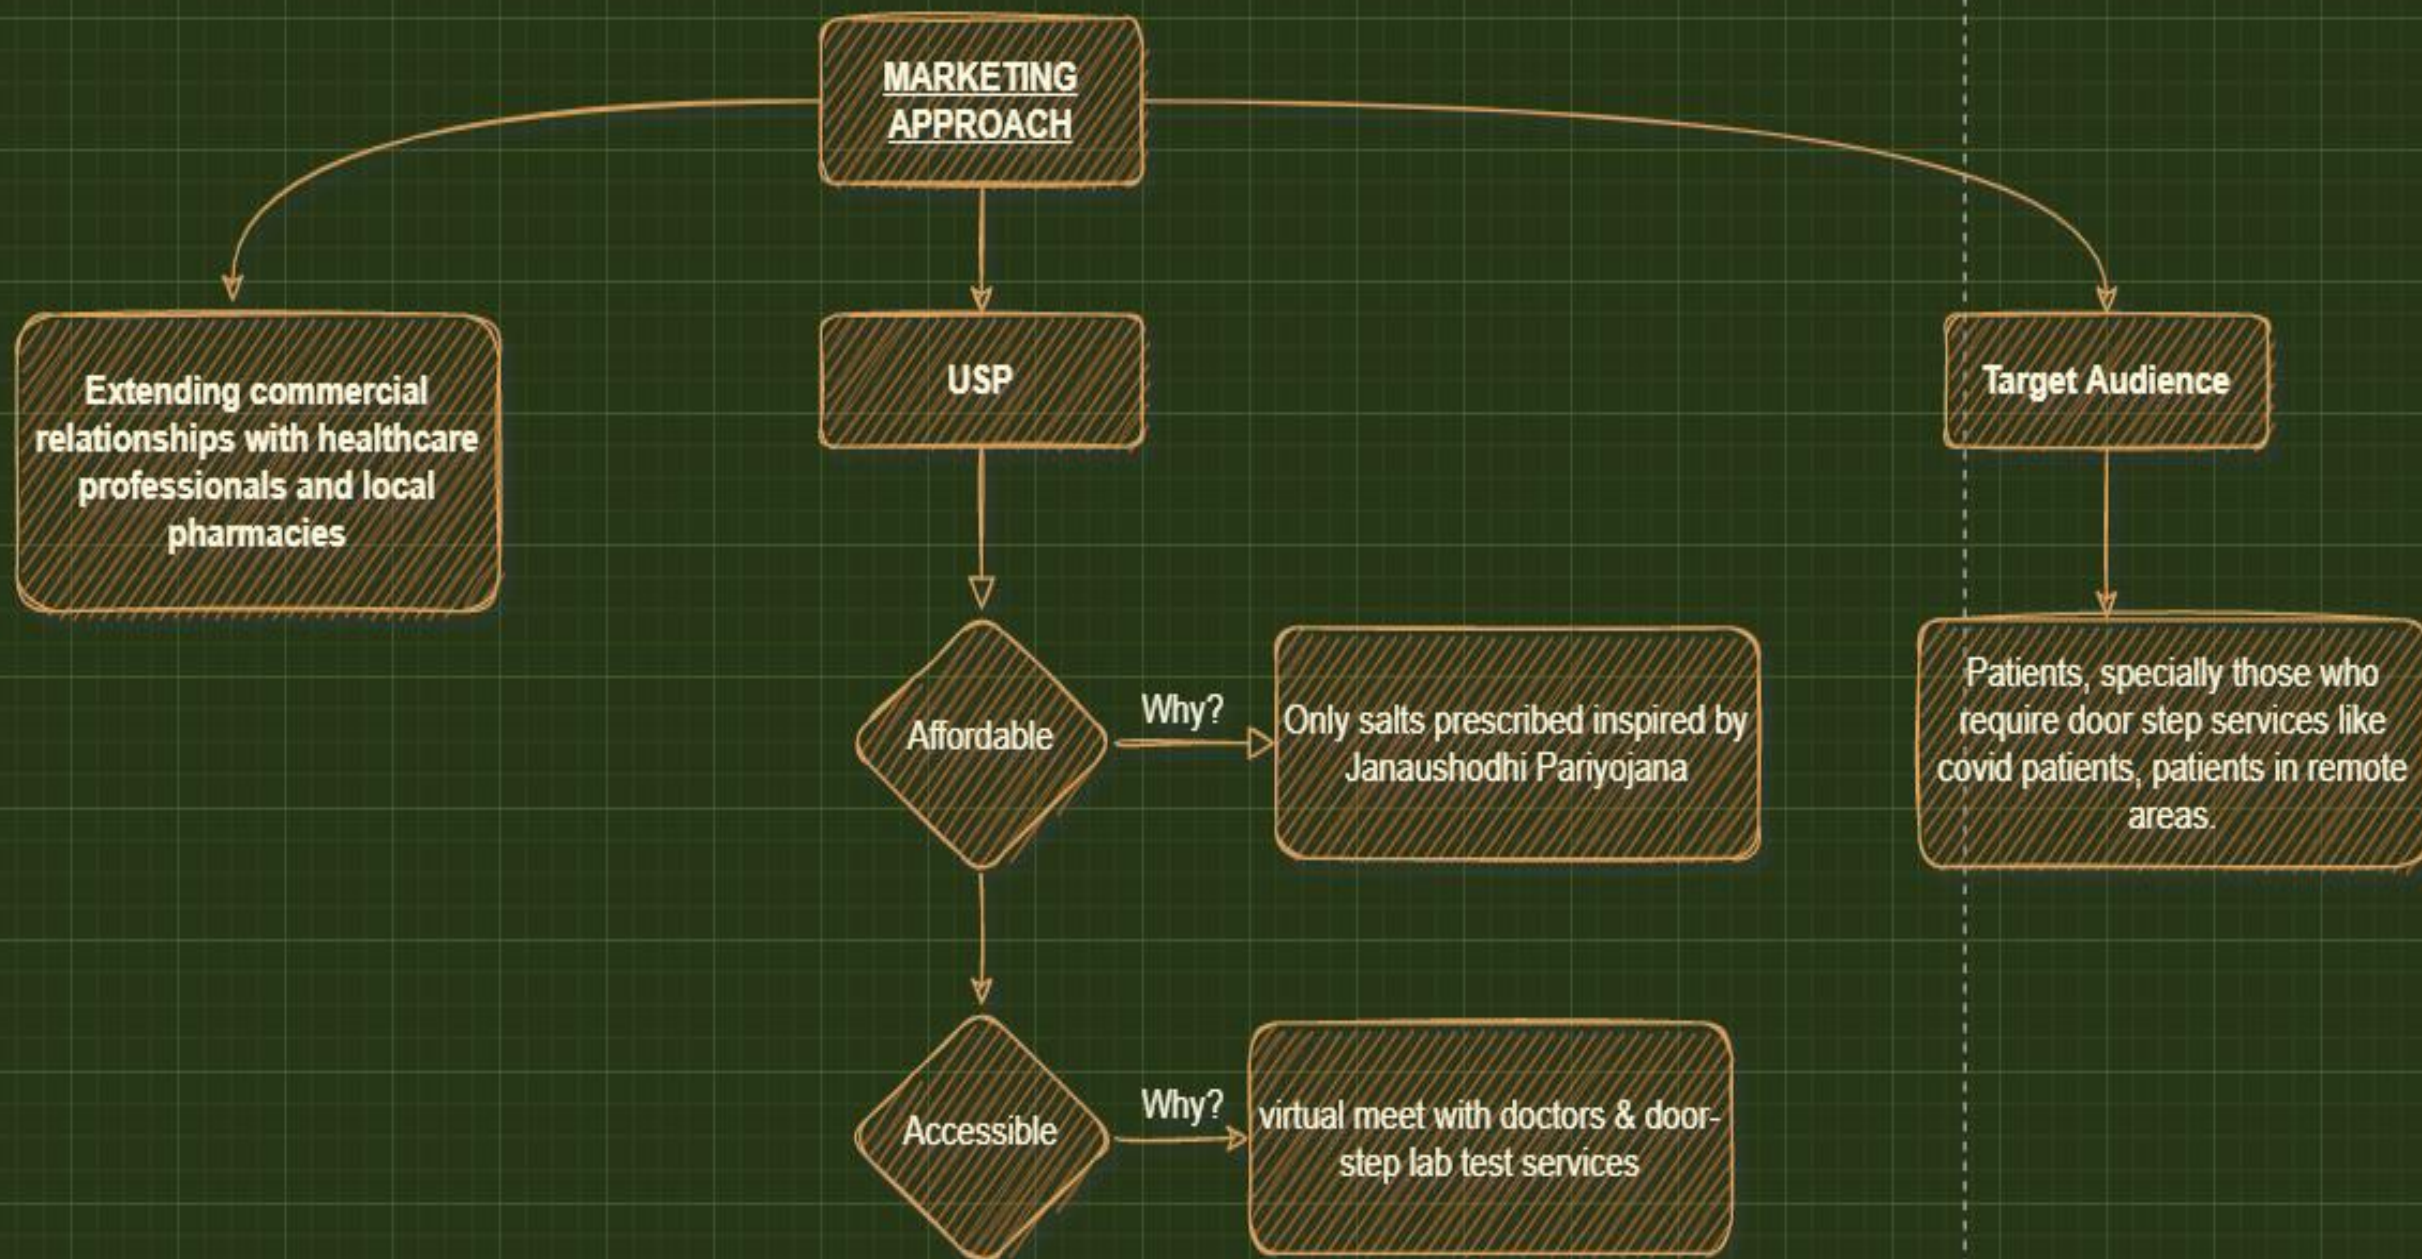 MARKETING
APPROACH
Extending commercial
relationships with healthcare
professionals and local
pharmacies
USP
Target Audience
Affordable
Why?
Only salts prescribed inspired by
Janaushodhi Pariyojana
Patients, specially those who
require door step services like
covid patients, patients in remote
areas.
Accessible
Why?
virtual meet with doctors & door-
step lab test services